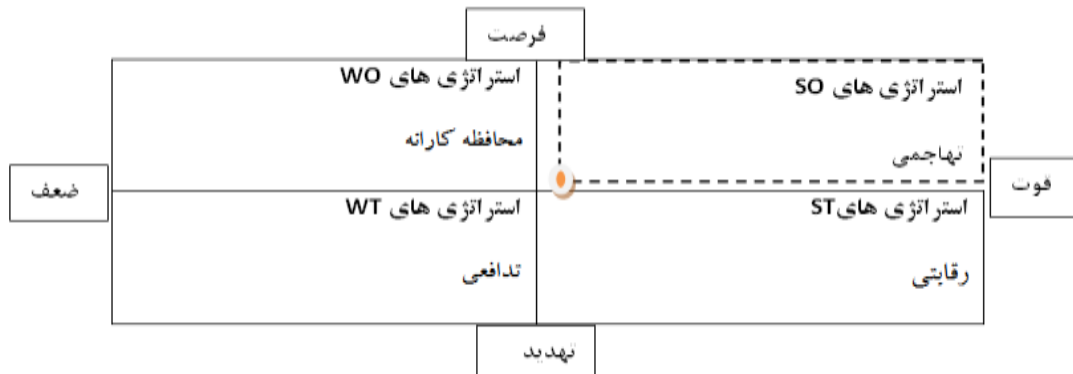 فرصت
استراتژی های SO
تهاجمی
استراتژی های WO
محافظه کارانه
قوت
ضعف
استراتژی هایST
رقابتی
استراتژی های WT
تدافعی
تهدید